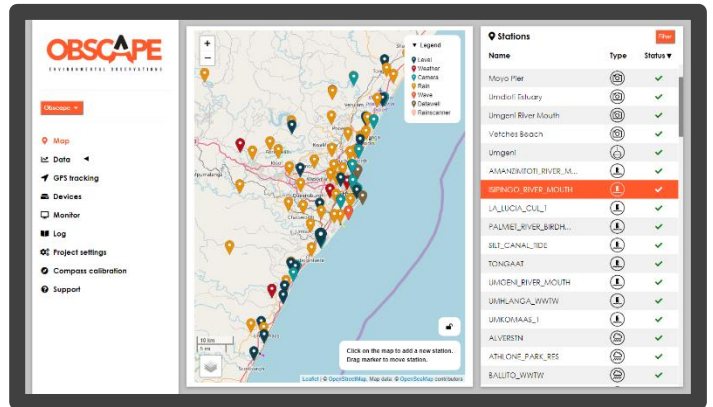 OBSCAPE
ENVIRONMENTAL OBSERVATIONS
Obscape
Map
Data
GPS tracking
Devices
Monitor
Log
Project settings
Compass calibration
Support
+
−
Legend
Level
Weather
Camera
Rain
Wave
Datawell
Rainscanner
10 km
5 mi
Click on the map to add a new station.
Drag marker to move station.
Leaflet | © OpenStreetMap, Map data: © OpenSeaMap contributors
Stations
Filter
Name Type Status
Moyo Pier
Umdloti Estuary
Umgeni River Mouth
Vetches Beach
Umgeni
AMANZIMTOTI_RIVER_M...
ISIPINGO_RIVER_MOUTH
LA_LUCIA_CUL_1
PALMIET_RIVER_BIRDH...
SILT_CANAL_TIDE
TONGAAT
UMGENI_RIVER_MOUTH
UMHLANGA_WWTW
UMKOMAAS_1
ALVERSTN
ATHLONE_PARK_RES
BALLITO_WWTW